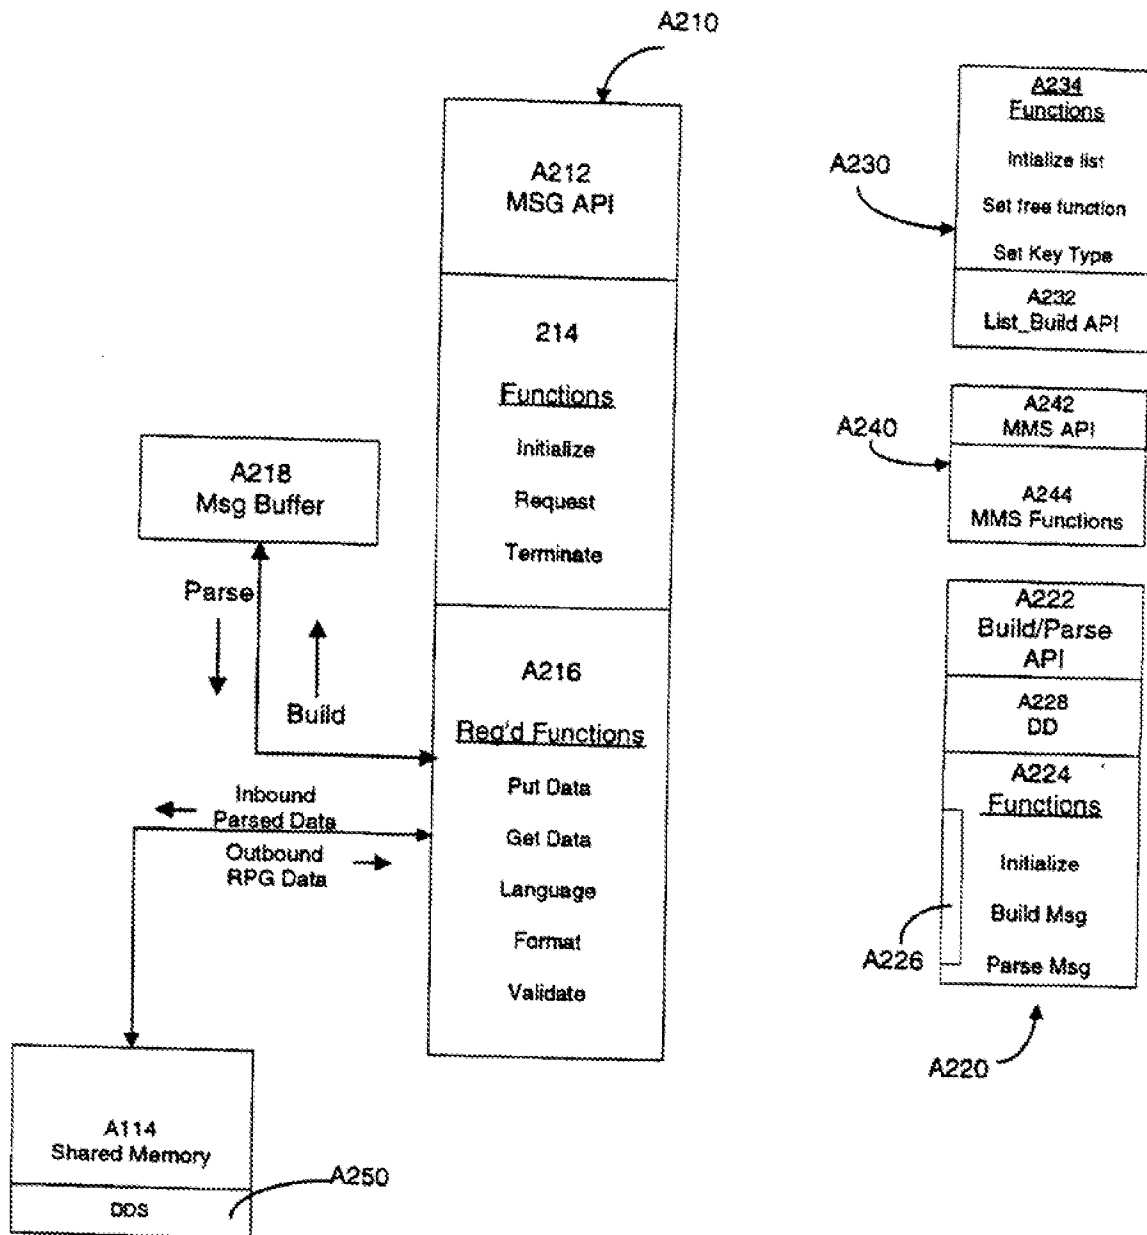 A210
A212
MSG API
214
Functions
Initialize
Request
Terminate
A216
Req'd Functions
Put Data
Get Data
Language
Format
Validate
A218
Msg Buffer
Parse
Build
Inbound
Parsed Data
Outbound
RPG Data
A114
Shared Memory
DDS
A250
A230
A234
Functions
Intialize list
Set free function
Set Key Type
A232
List_Build API
A240
A242
MMS API
A244
MMS Functions
A222
Build/Parse
API
A228
DD
A224
Functions
Initialize
Build Msg
Parse Msg
A226
A220